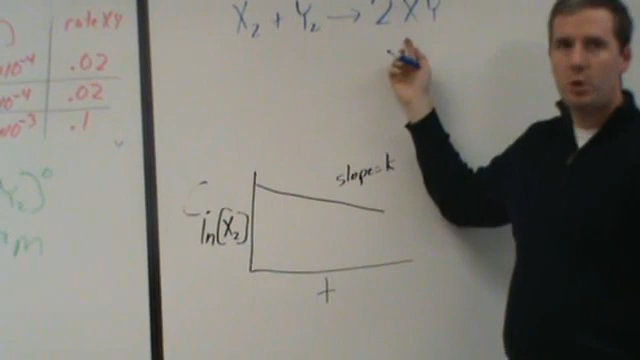 X₂ + Y₂ → 2XY
rate XY
.02
.02
.1
slope=k
ln[X₂]
t